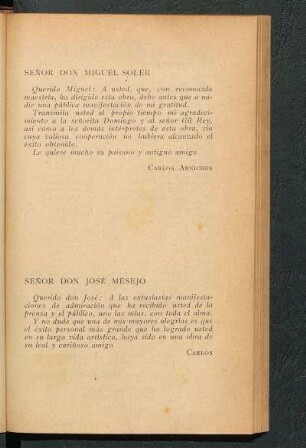 SEÑOR DON MIGUEL SOLER
Querido Miguel: A usted, que, con reconocida
maestría, ha dirigido esta obra, debo antes que a na-
die una pública manifestación de mi gratitud.
Transmita usted al propio tiempo mi agradeci-
miento a la señorita Domingo y al señor Gil Rey,
así como a los demás intérpretes de esta obra, sin
cuya valiosa cooperación no hubiera alcanzado el
éxito obtenido.
Le quiere mucho su paisano y antiguo amigo
CARLOS ARNICHES
SEÑOR DON JOSÉ MESEJO
Querido don José: A las entusiastas manifesta-
ciones de admiración que ha recibido usted de la
prensa y el público, uno las mías, con toda el alma.
Y no dude que una de mis mayores alegrías es que
el éxito personal más grande que ha logrado usted
en su larga vida artística, haya sido en una obra de
su leal y cariñoso amigo
CARLOS